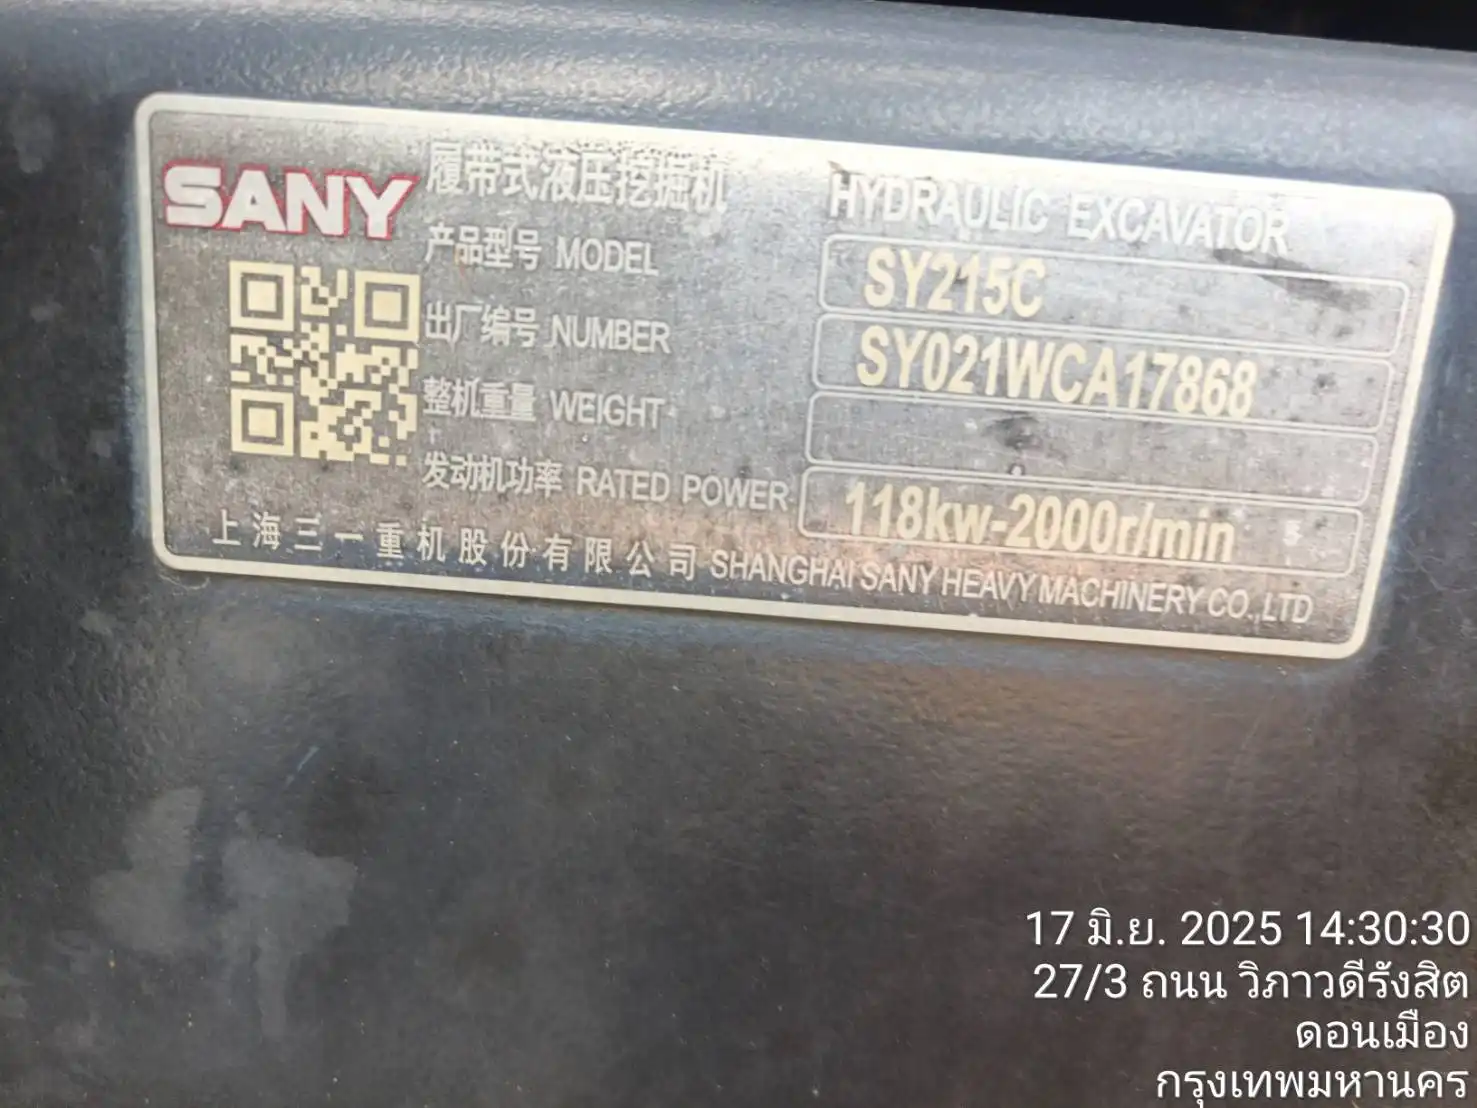 SANY 履带式液压挖掘机 HYDRAULIC EXCAVATOR
产品型号 MODEL SY215C
出厂编号 NUMBER SY021WCA17868
整机重量 WEIGHT
发动机功率 RATED POWER 118kw-2000r/min
上海三一重机股份有限公司 SHANGHAI SANY HEAVY MACHINERY CO.,LTD
17 มิ.ย. 2025 14:30:30
27/3 ถนน วิภาวดีรังสิต
ดอนเมือง
กรุงเทพมหานคร